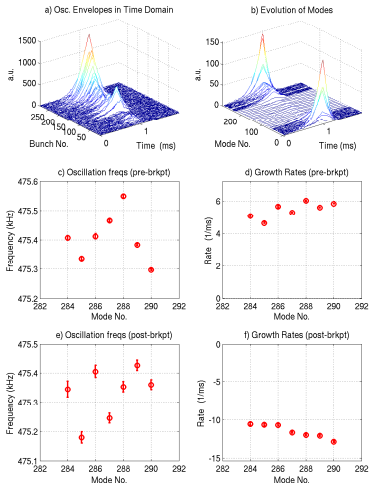 a) Osc. Envelopes in Time Domain
a.u.
1500
1000
500
0
250
200
150
100
50
0
0
1
Bunch No.
Time (ms)
b) Evolution of Modes
a.u.
150
100
50
0
200
100
0
0
1
Mode No.
Time (ms)
c) Oscillation freqs (pre-brkpt)
Frequency (kHz)
475.6
475.5
475.4
475.3
475.2
282 284 286 288 290 292
Mode No.
d) Growth Rates (pre-brkpt)
Rate (1/ms)
6
4
2
0
282 284 286 288 290 292
Mode No.
e) Oscillation freqs (post-brkpt)
Frequency (kHz)
475.5
475.4
475.3
475.2
475.1
282 284 286 288 290 292
Mode No.
f) Growth Rates (post-brkpt)
Rate (1/ms)
0
-5
-10
-15
282 284 286 288 290 292
Mode No.